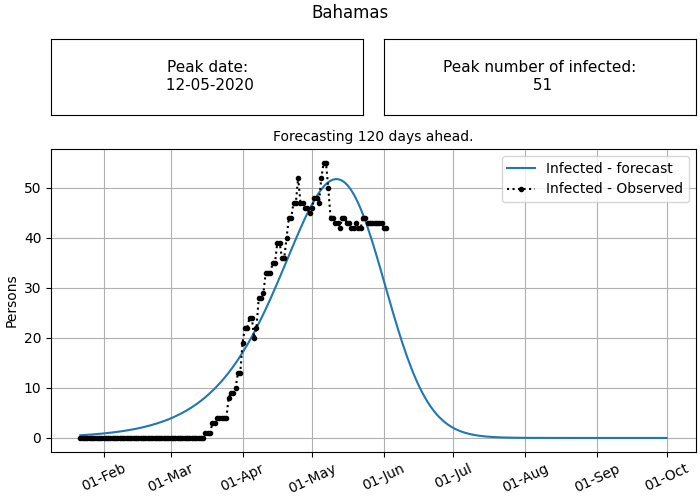 Bahamas
Peak date:
12-05-2020
Peak number of infected:
51
Forecasting 120 days ahead.
Infected - forecast
Infected - Observed
Persons
50
40
30
20
10
0
01-Feb
01-Mar
01-Apr
01-May
01-Jun
01-Jul
01-Aug
01-Sep
01-Oct